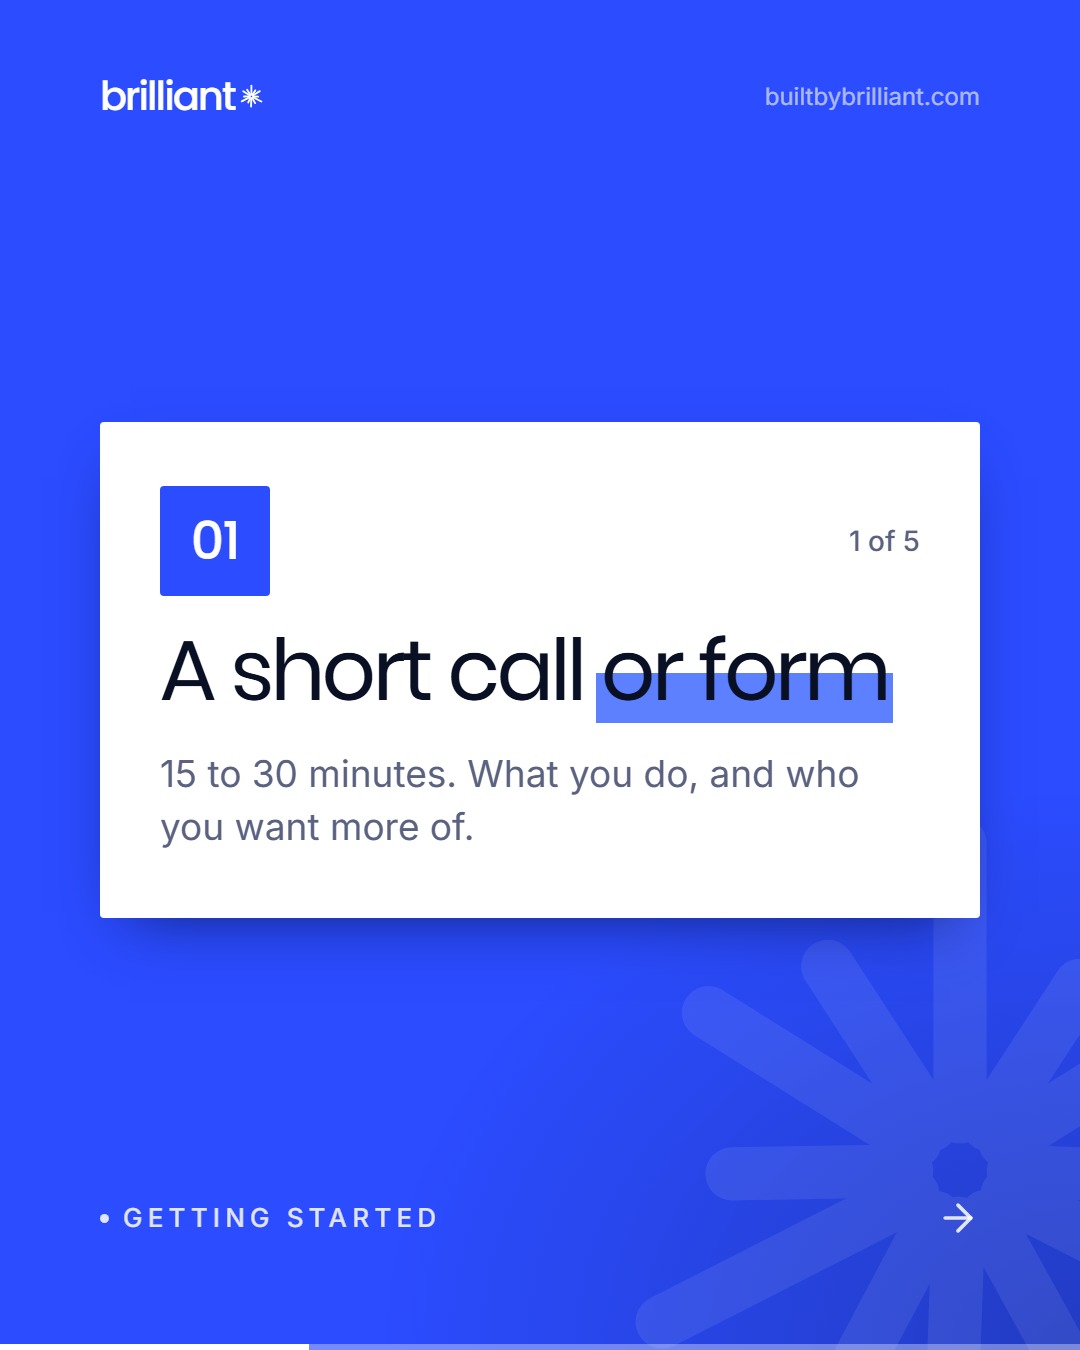 brilliant
builtbybrilliant.com
01
1 of 5
A short call or form
15 to 30 minutes. What you do, and who
you want more of.
• GETTING STARTED